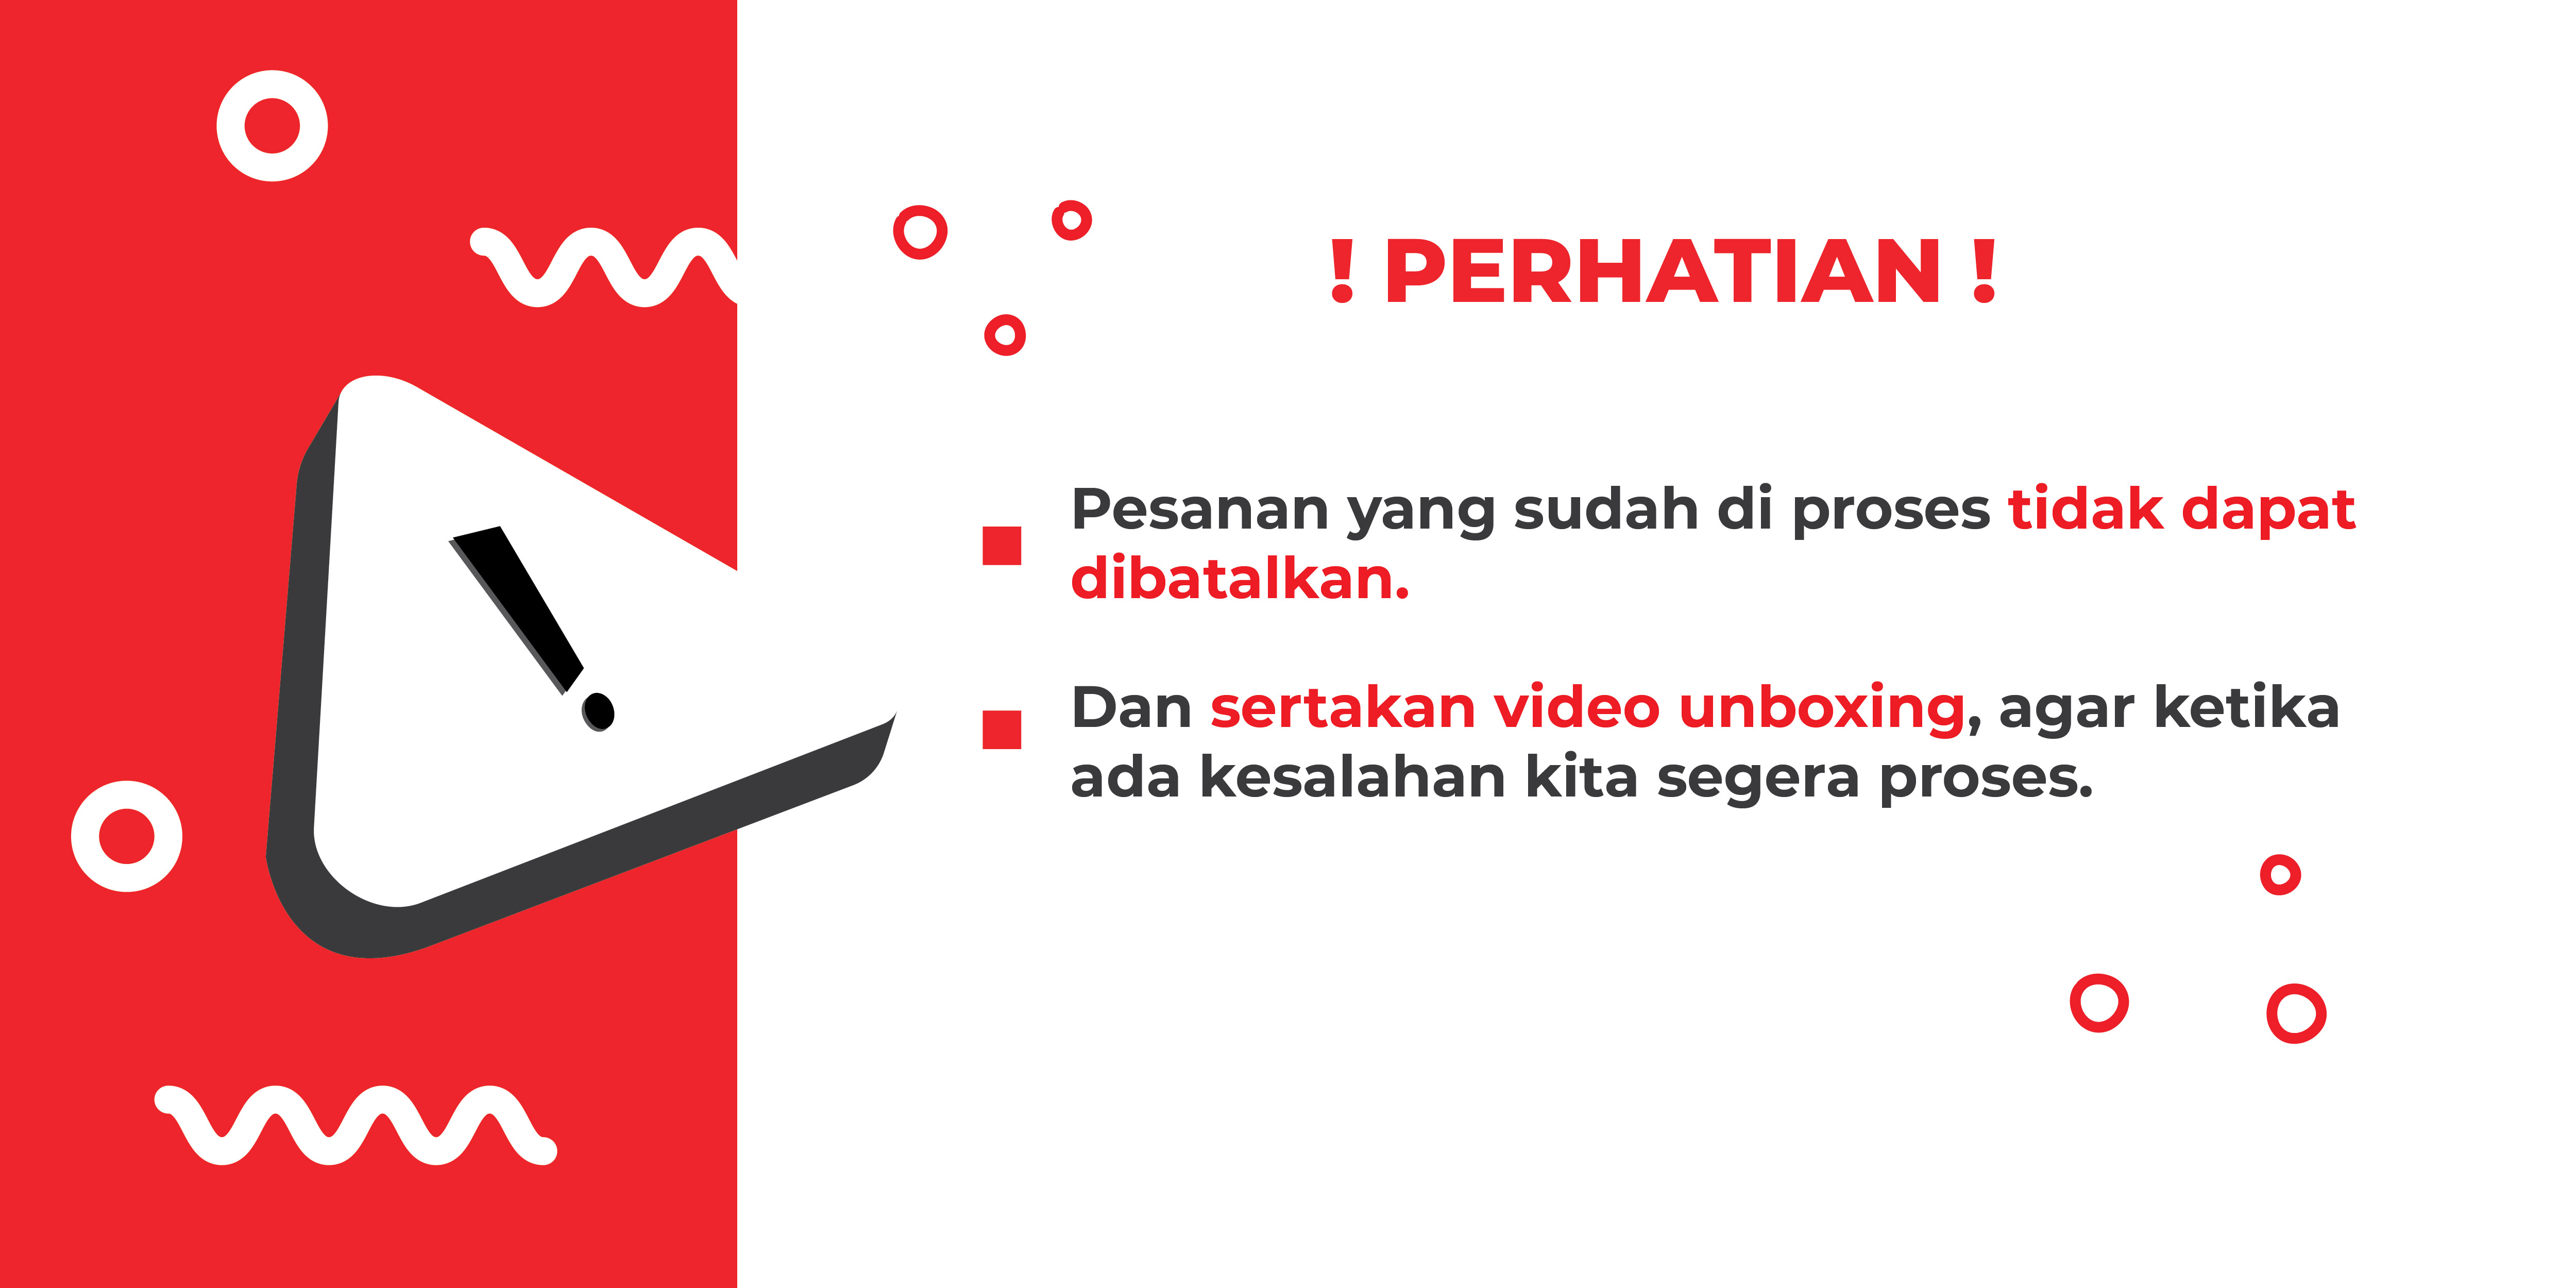 ! PERHATIAN !
Pesanan yang sudah di proses tidak dapat
dibatalkan.
Dan sertakan video unboxing, agar ketika
ada kesalahan kita segera proses.